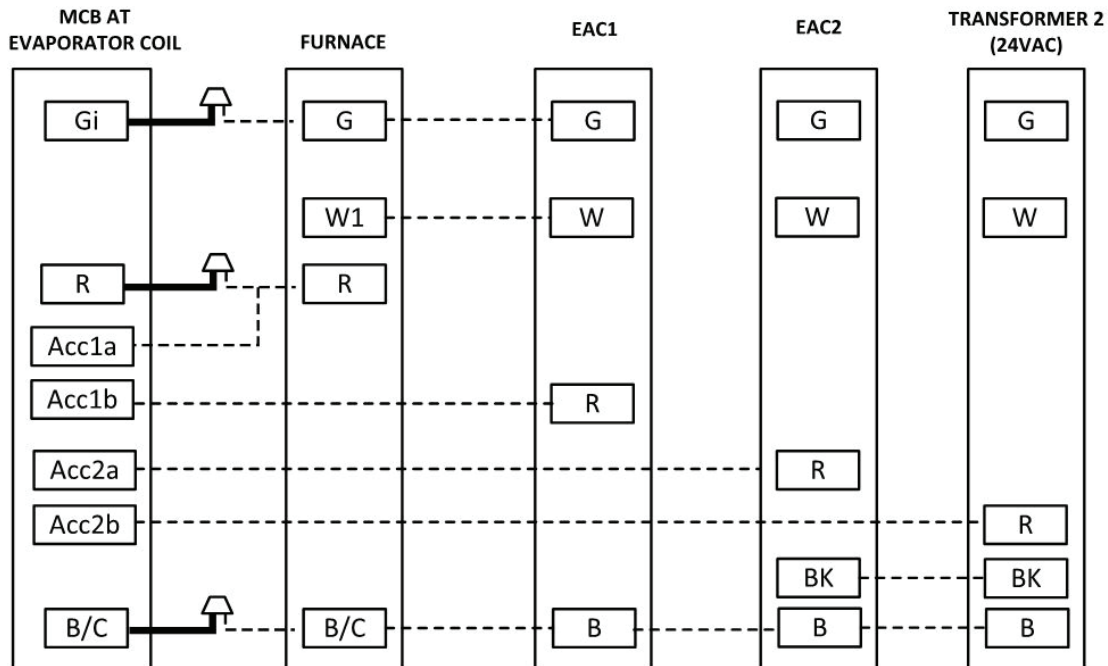 MCB AT
EVAPORATOR COIL
FURNACE
EAC1
EAC2
TRANSFORMER 2
(24VAC)
Gi
G
G
G
G
W1
W
W
W
R
R
Acc1a
Acc1b
R
Acc2a
R
Acc2b
R
BK
BK
B/C
B/C
B
B
B